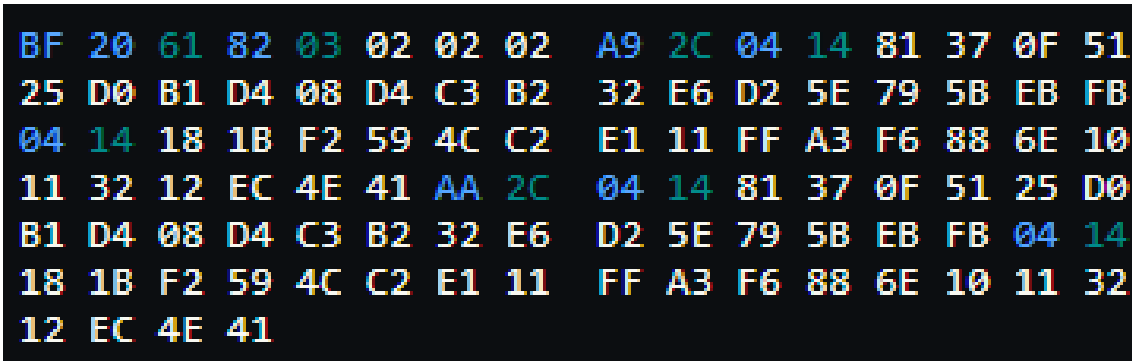 BF 20 61 82 03 02 02 02 A9 2C 04 14 81 37 0F 51
25 D0 B1 D4 08 D4 C3 B2 32 E6 D2 5E 79 5B EB FB
04 14 18 1B F2 59 4C C2 E1 11 FF A3 F6 88 6E 10
11 32 12 EC 4E 41 AA 2C 04 14 81 37 0F 51 25 D0
B1 D4 08 D4 C3 B2 32 E6 D2 5E 79 5B EB FB 04 14
18 1B F2 59 4C C2 E1 11 FF A3 F6 88 6E 10 11 32
12 EC 4E 41